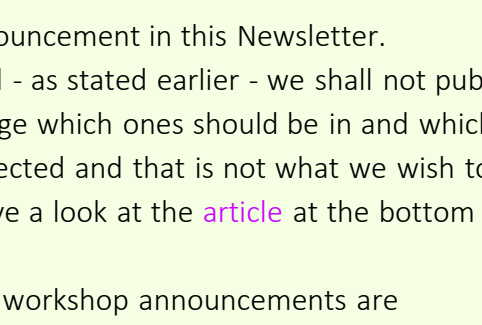 ouncement in this Newsletter.
- as stated earlier - we shall not pub
ge which ones should be in and which
ected and that is not what we wish to
ve a look at the article at the bottom
workshop announcements are